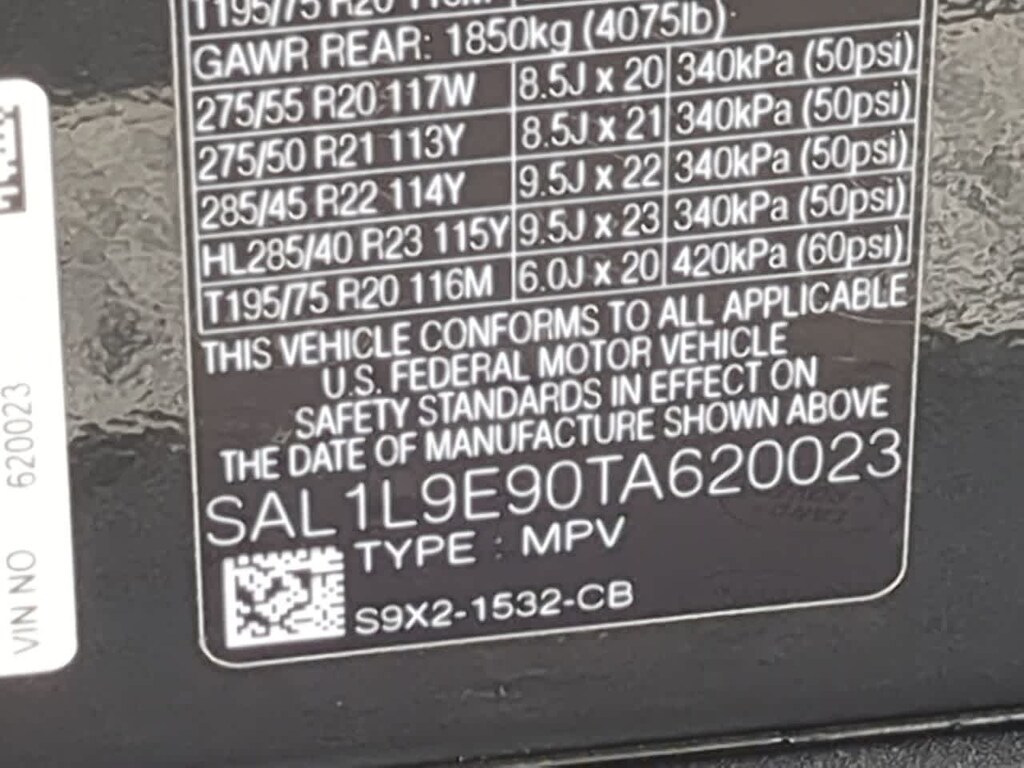 T195/75 R20 116M
GAWR REAR: 1850kg (4075lb)
275/55 R20 117W 8.5J x 20 340kPa (50psi)
275/50 R21 113Y 8.5J x 21 340kPa (50psi)
285/45 R22 114Y 9.5J x 22 340kPa (50psi)
HL285/40 R23 115Y 9.5J x 23 340kPa (50psi)
T195/75 R20 116M 6.0J x 20 420kPa (60psi)
THIS VEHICLE CONFORMS TO ALL APPLICABLE
U.S. FEDERAL MOTOR VEHICLE
SAFETY STANDARDS IN EFFECT ON
THE DATE OF MANUFACTURE SHOWN ABOVE
SAL1L9E90TA620023
TYPE : MPV
S9X2-1532-CB
VIN NO 620023